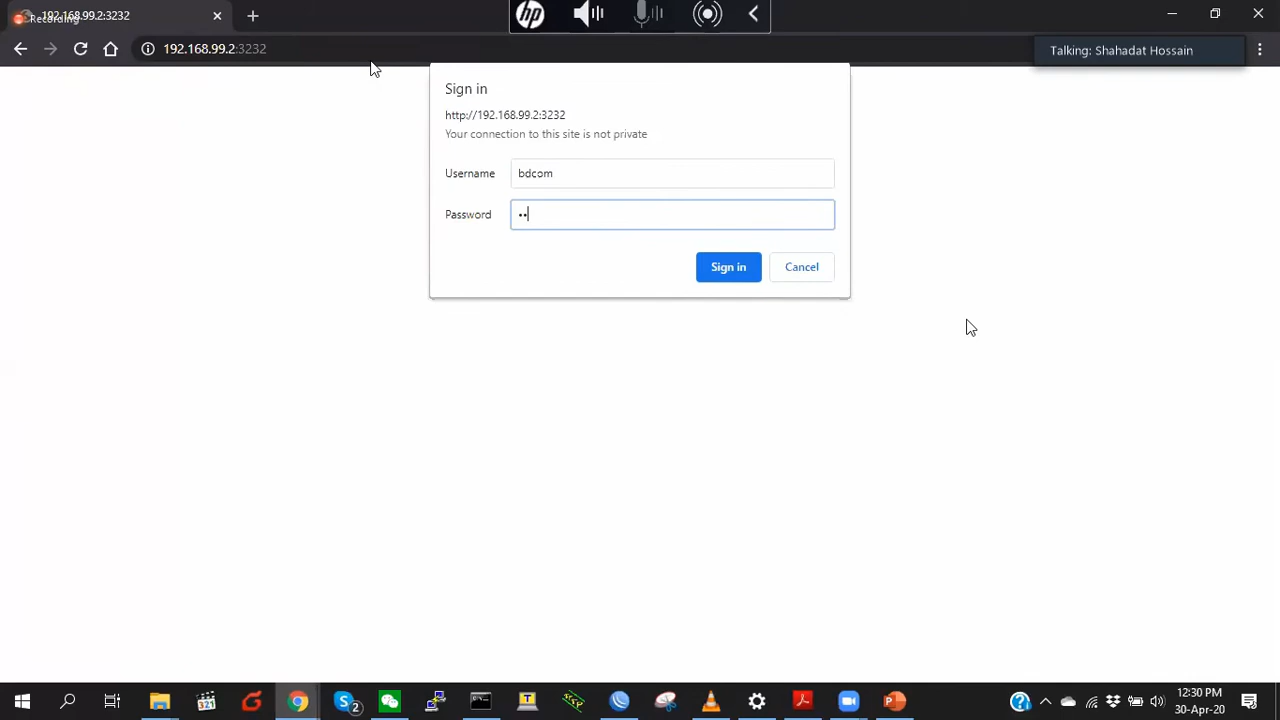 Recording
192.168.99.2:3232
192.168.99.2:3232
Talking: Shahadat Hossain
Sign in
http://192.168.99.2:3232
Your connection to this site is not private
Username
bdcom
Password
Sign in
Cancel
2:30 PM
30-Apr-20